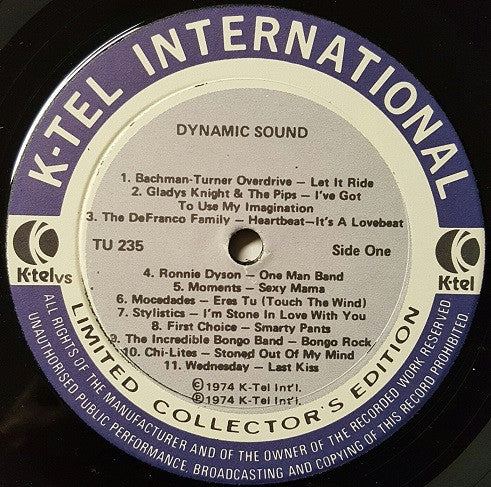 K-TEL INTERNATIONAL
DYNAMIC SOUND
1. Bachman-Turner Overdrive — Let It Ride
2. Gladys Knight & The Pips — I've Got
To Use My Imagination
3. The DeFranco Family — Heartbeat—It's A Lovebeat
TU 235
Side One
4. Ronnie Dyson — One Man Band
5. Moments — Sexy Mama
6. Mocedades — Eres Tu (Touch The Wind)
7. Stylistics — I'm Stone In Love With You
8. First Choice — Smarty Pants
9. The Incredible Bongo Band — Bongo Rock
10. Chi-Lites — Stoned Out Of My Mind
11. Wednesday — Last Kiss
©1974 K-Tel Int'l.
℗1974 K-Tel Int'l.
K
K-telvs
K
K-tel
LIMITED COLLECTOR'S EDITION
ALL RIGHTS OF THE MANUFACTURER AND OF THE OWNER OF THE RECORDED WORK RESERVED
UNAUTHORISED PUBLIC PERFORMANCE, BROADCASTING AND COPYING OF THIS RECORD PROHIBITED.